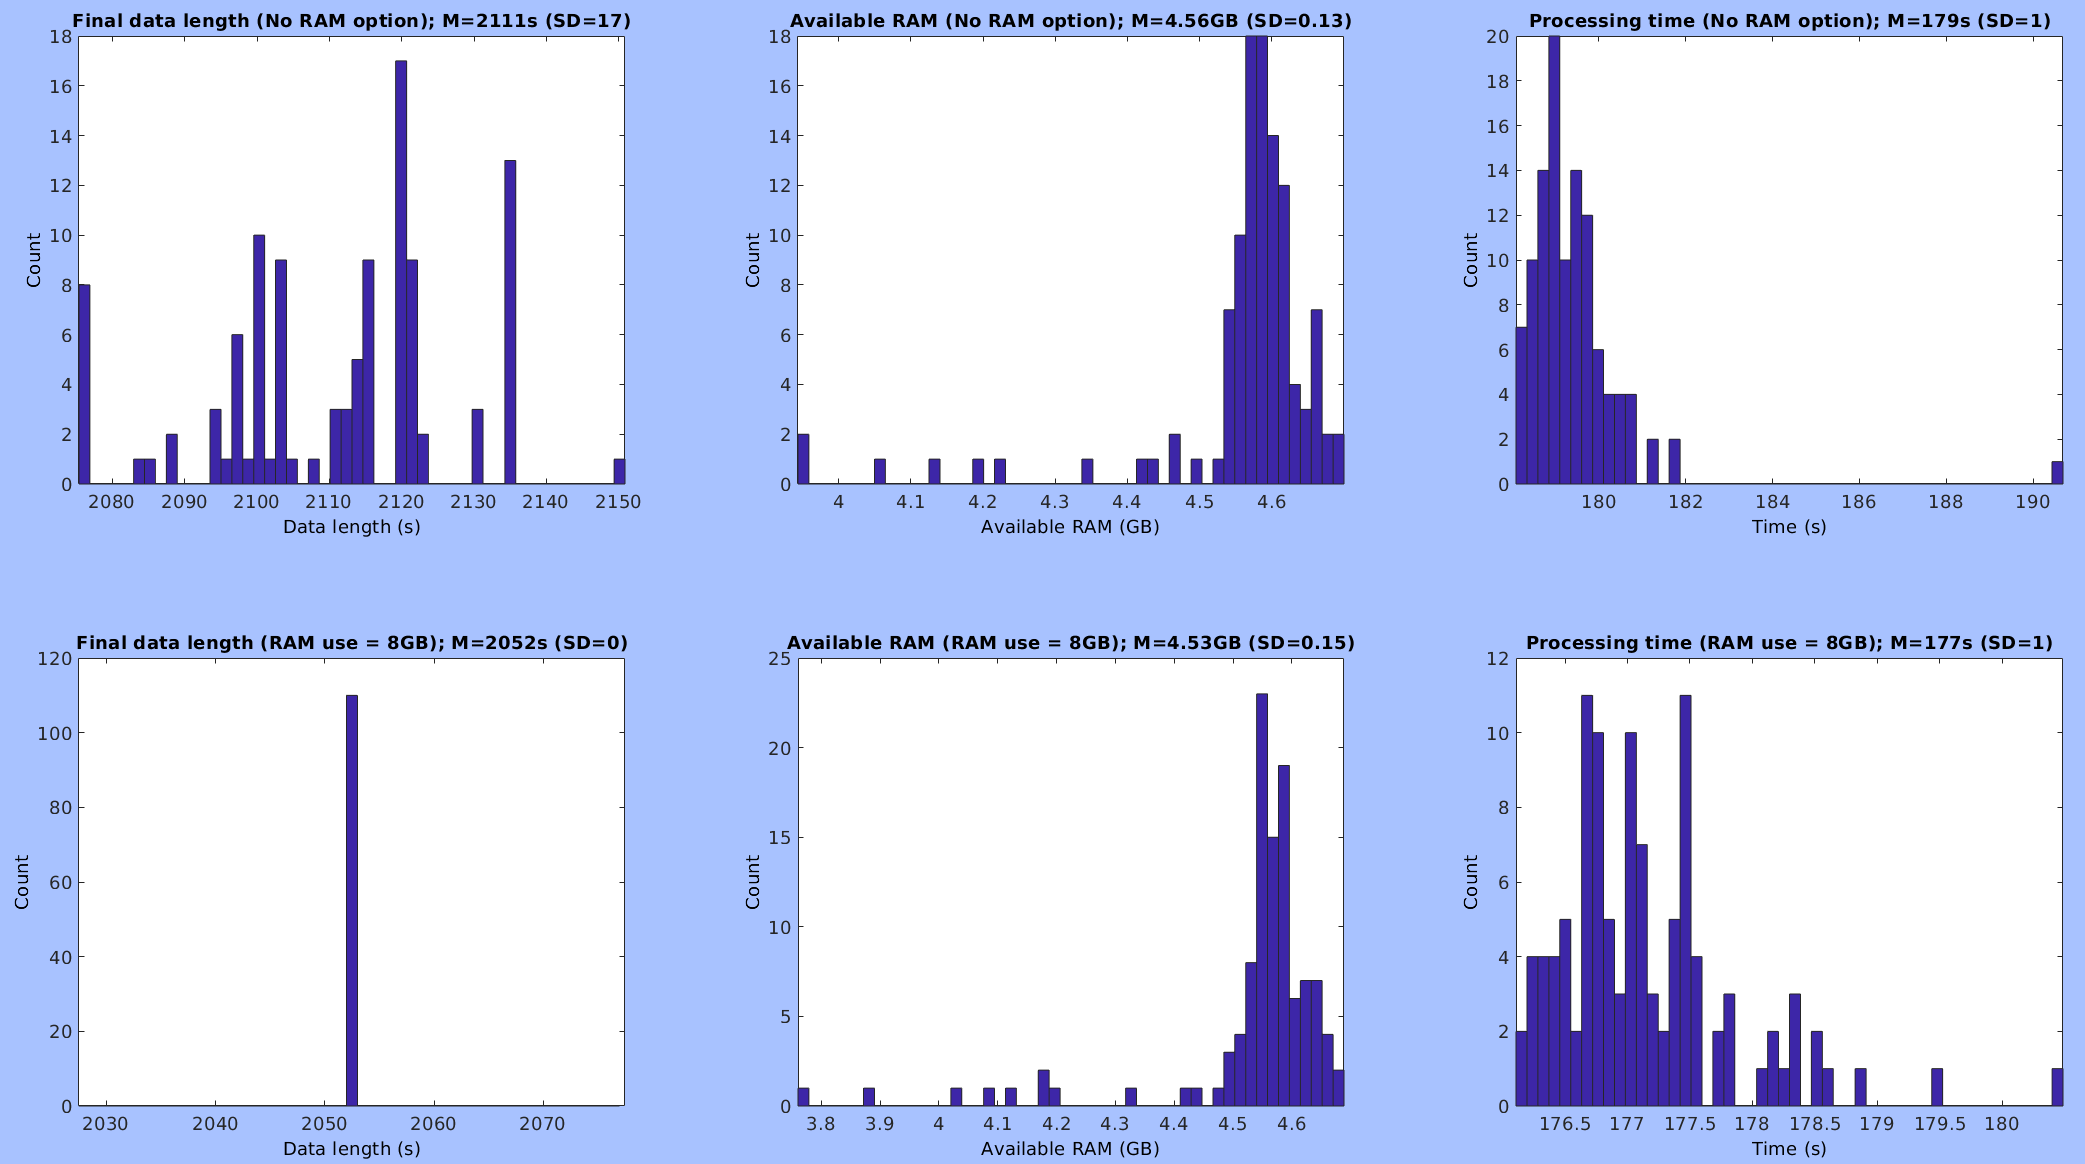 Final data length (No RAM option); M=2111s (SD=17)
18
16
14
12
10
8
6
4
2
0
Count
2080 2090 2100 2110 2120 2130 2140 2150
Data length (s)
Available RAM (No RAM option); M=4.56GB (SD=0.13)
18
16
14
12
10
8
6
4
2
0
Count
4 4.1 4.2 4.3 4.4 4.5 4.6
Available RAM (GB)
Processing time (No RAM option); M=179s (SD=1)
20
18
16
14
12
10
8
6
4
2
0
Count
180 182 184 186 188 190
Time (s)
Final data length (RAM use = 8GB); M=2052s (SD=0)
120
100
80
60
40
20
0
Count
2030 2040 2050 2060 2070
Data length (s)
Available RAM (RAM use = 8GB); M=4.53GB (SD=0.15)
25
20
15
10
5
0
Count
3.8 3.9 4 4.1 4.2 4.3 4.4 4.5 4.6
Available RAM (GB)
Processing time (RAM use = 8GB); M=177s (SD=1)
12
10
8
6
4
2
0
Count
176.5 177 177.5 178 178.5 179 179.5 180
Time (s)